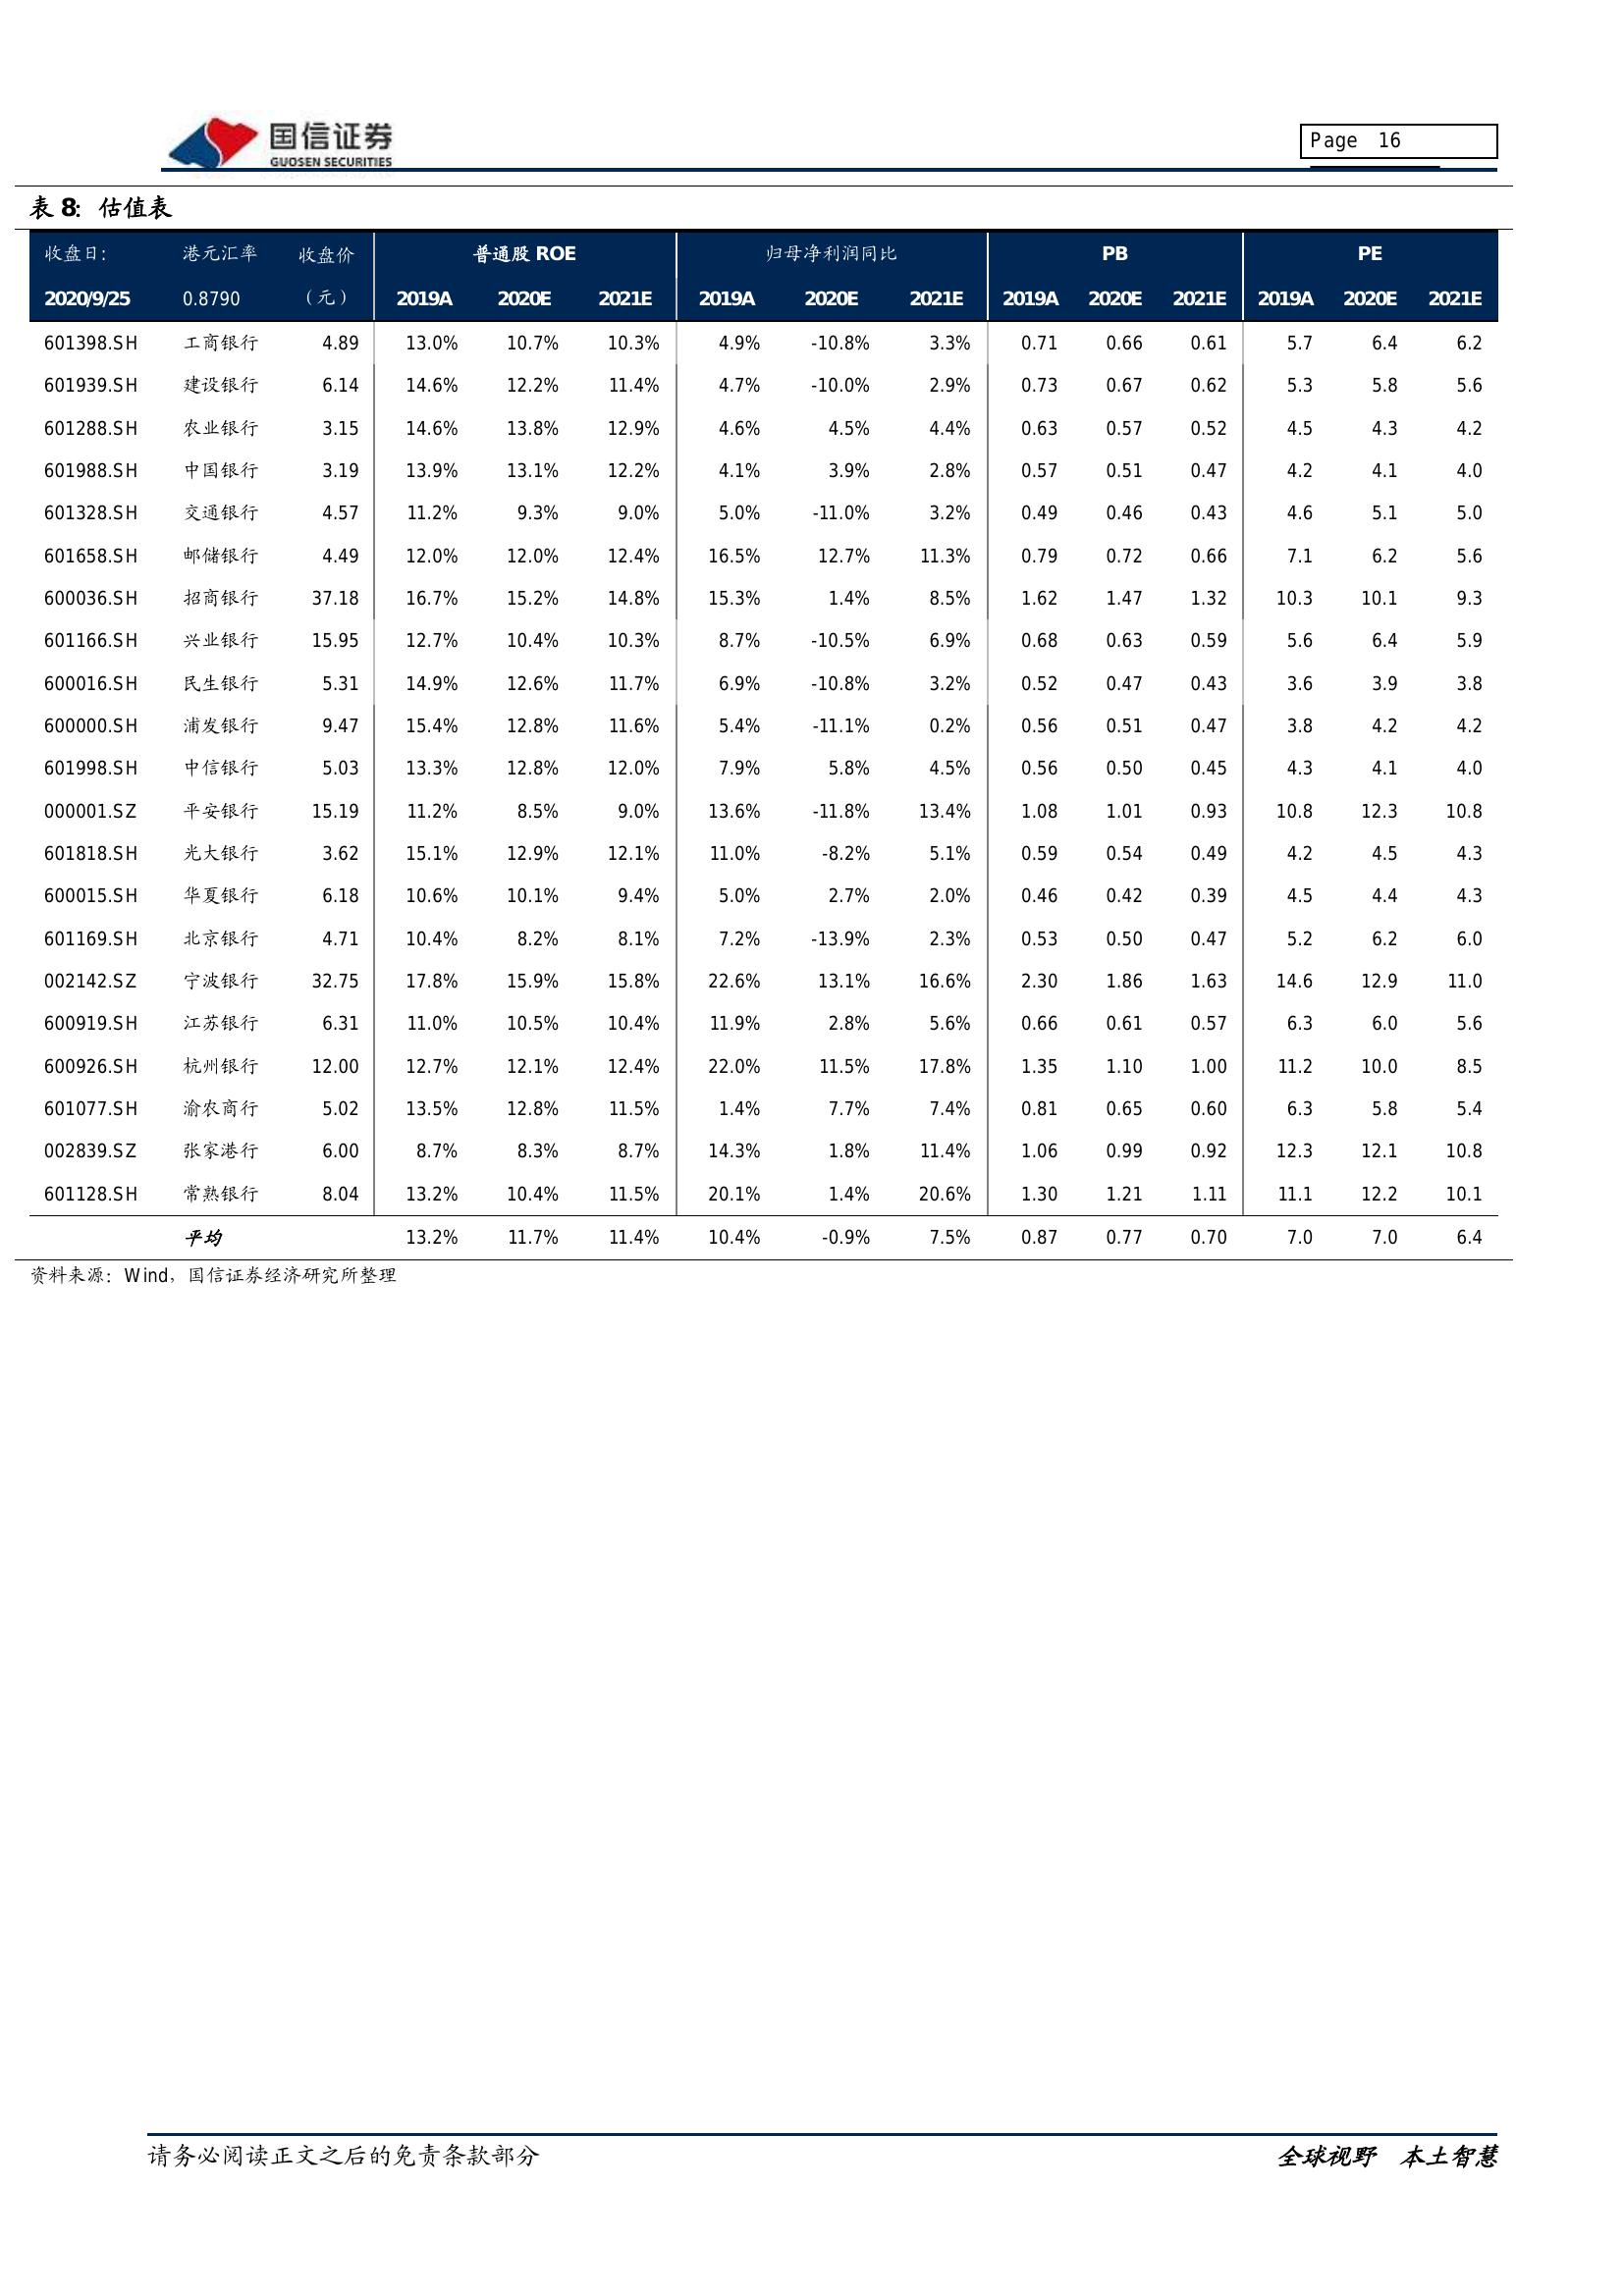 国信证券
GUOSEN SECURITIES
Page 16
表 8：估值表
收盘日: 港元汇率 收盘价 普通股 ROE 归母净利润同比 PB PE
2020/9/25 0.8790 （元） 2019A 2020E 2021E 2019A 2020E 2021E 2019A 2020E 2021E 2019A 2020E 2021E
601398.SH 工商银行 4.89 13.0% 10.7% 10.3% 4.9% -10.8% 3.3% 0.71 0.66 0.61 5.7 6.4 6.2
601939.SH 建设银行 6.14 14.6% 12.2% 11.4% 4.7% -10.0% 2.9% 0.73 0.67 0.62 5.3 5.8 5.6
601288.SH 农业银行 3.15 14.6% 13.8% 12.9% 4.6% 4.5% 4.4% 0.63 0.57 0.52 4.5 4.3 4.2
601988.SH 中国银行 3.19 13.9% 13.1% 12.2% 4.1% 3.9% 2.8% 0.57 0.51 0.47 4.2 4.1 4.0
601328.SH 交通银行 4.57 11.2% 9.3% 9.0% 5.0% -11.0% 3.2% 0.49 0.46 0.43 4.6 5.1 5.0
601658.SH 邮储银行 4.49 12.0% 12.0% 12.4% 16.5% 12.7% 11.3% 0.79 0.72 0.66 7.1 6.2 5.6
600036.SH 招商银行 37.18 16.7% 15.2% 14.8% 15.3% 1.4% 8.5% 1.62 1.47 1.32 10.3 10.1 9.3
601166.SH 兴业银行 15.95 12.7% 10.4% 10.3% 8.7% -10.5% 6.9% 0.68 0.63 0.59 5.6 6.4 5.9
600016.SH 民生银行 5.31 14.9% 12.6% 11.7% 6.9% -10.8% 3.2% 0.52 0.47 0.43 3.6 3.9 3.8
600000.SH 浦发银行 9.47 15.4% 12.8% 11.6% 5.4% -11.1% 0.2% 0.56 0.51 0.47 3.8 4.2 4.2
601998.SH 中信银行 5.03 13.3% 12.8% 12.0% 7.9% 5.8% 4.5% 0.56 0.50 0.45 4.3 4.1 4.0
000001.SZ 平安银行 15.19 11.2% 8.5% 9.0% 13.6% -11.8% 13.4% 1.08 1.01 0.93 10.8 12.3 10.8
601818.SH 光大银行 3.62 15.1% 12.9% 12.1% 11.0% -8.2% 5.1% 0.59 0.54 0.49 4.2 4.5 4.3
600015.SH 华夏银行 6.18 10.6% 10.1% 9.4% 5.0% 2.7% 2.0% 0.46 0.42 0.39 4.5 4.4 4.3
601169.SH 北京银行 4.71 10.4% 8.2% 8.1% 7.2% -13.9% 2.3% 0.53 0.50 0.47 5.2 6.2 6.0
002142.SZ 宁波银行 32.75 17.8% 15.9% 15.8% 22.6% 13.1% 16.6% 2.30 1.86 1.63 14.6 12.9 11.0
600919.SH 江苏银行 6.31 11.0% 10.5% 10.4% 11.9% 2.8% 5.6% 0.66 0.61 0.57 6.3 6.0 5.6
600926.SH 杭州银行 12.00 12.7% 12.1% 12.4% 22.0% 11.5% 17.8% 1.35 1.10 1.00 11.2 10.0 8.5
601077.SH 渝农商行 5.02 13.5% 12.8% 11.5% 1.4% 7.7% 7.4% 0.81 0.65 0.60 6.3 5.8 5.4
002839.SZ 张家港行 6.00 8.7% 8.3% 8.7% 14.3% 1.8% 11.4% 1.06 0.99 0.92 12.3 12.1 10.8
601128.SH 常熟银行 8.04 13.2% 10.4% 11.5% 20.1% 1.4% 20.6% 1.30 1.21 1.11 11.1 12.2 10.1
平均 13.2% 11.7% 11.4% 10.4% -0.9% 7.5% 0.87 0.77 0.70 7.0 7.0 6.4
资料来源：Wind，国信证券经济研究所整理
请务必阅读正文之后的免责条款部分
全球视野 本土智慧